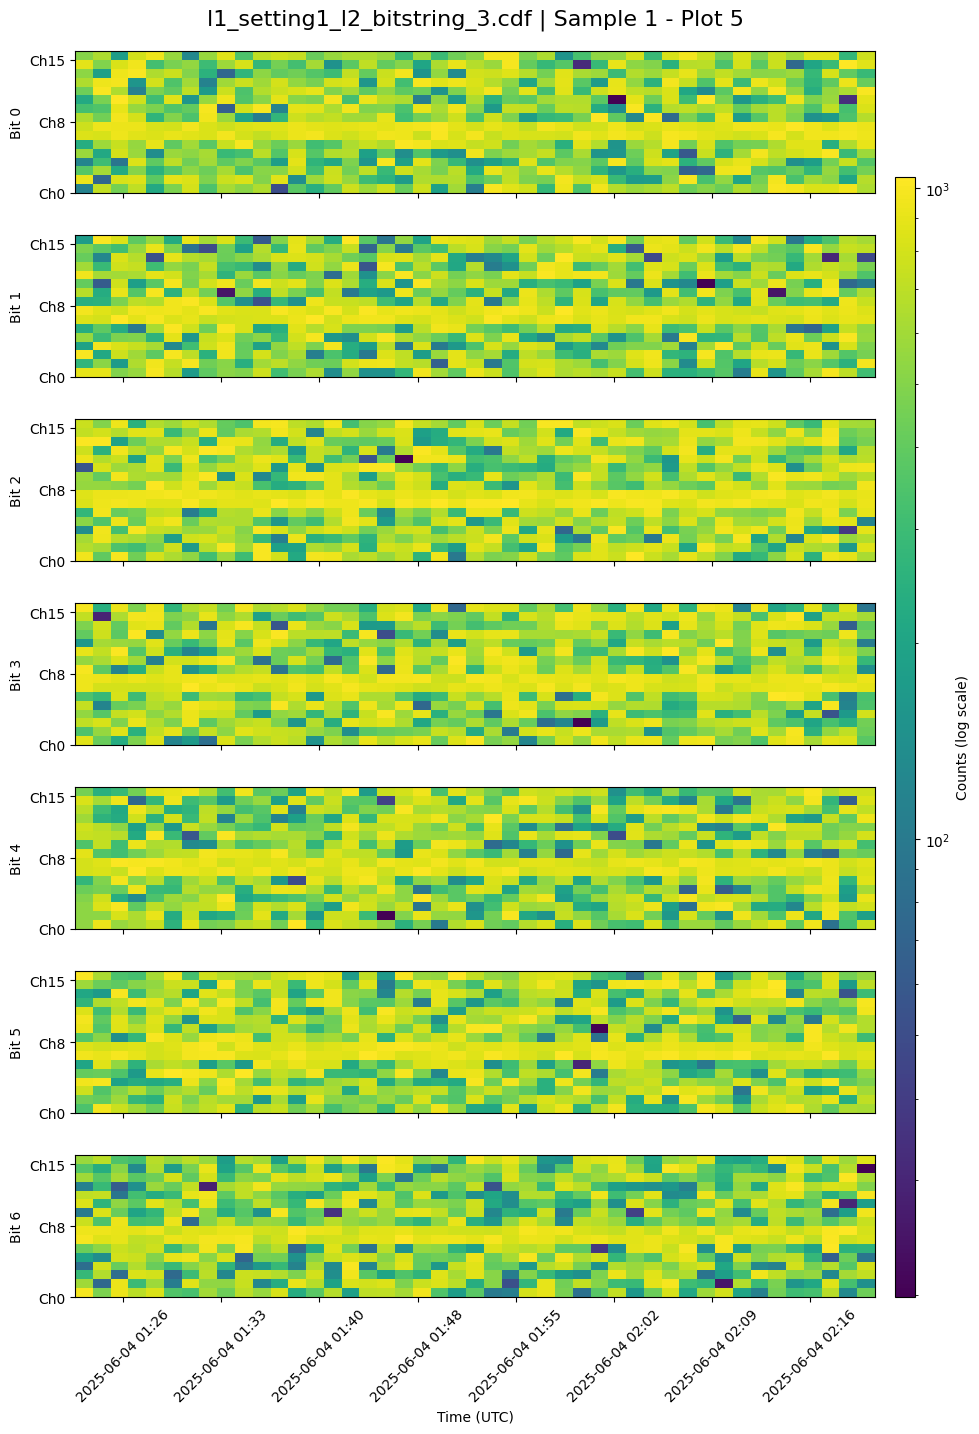 l1_setting1_l2_bitstring_3.cdf | Sample 1 - Plot 5
Bit 0
Ch15
Ch8
Ch0
Bit 1
Ch15
Ch8
Ch0
Bit 2
Ch15
Ch8
Ch0
Bit 3
Ch15
Ch8
Ch0
Bit 4
Ch15
Ch8
Ch0
Bit 5
Ch15
Ch8
Ch0
Bit 6
Ch15
Ch8
Ch0
2025-06-04 01:26
2025-06-04 01:33
2025-06-04 01:40
2025-06-04 01:48
2025-06-04 01:55
2025-06-04 02:02
2025-06-04 02:09
2025-06-04 02:16
Time (UTC)
10³
10²
Counts (log scale)